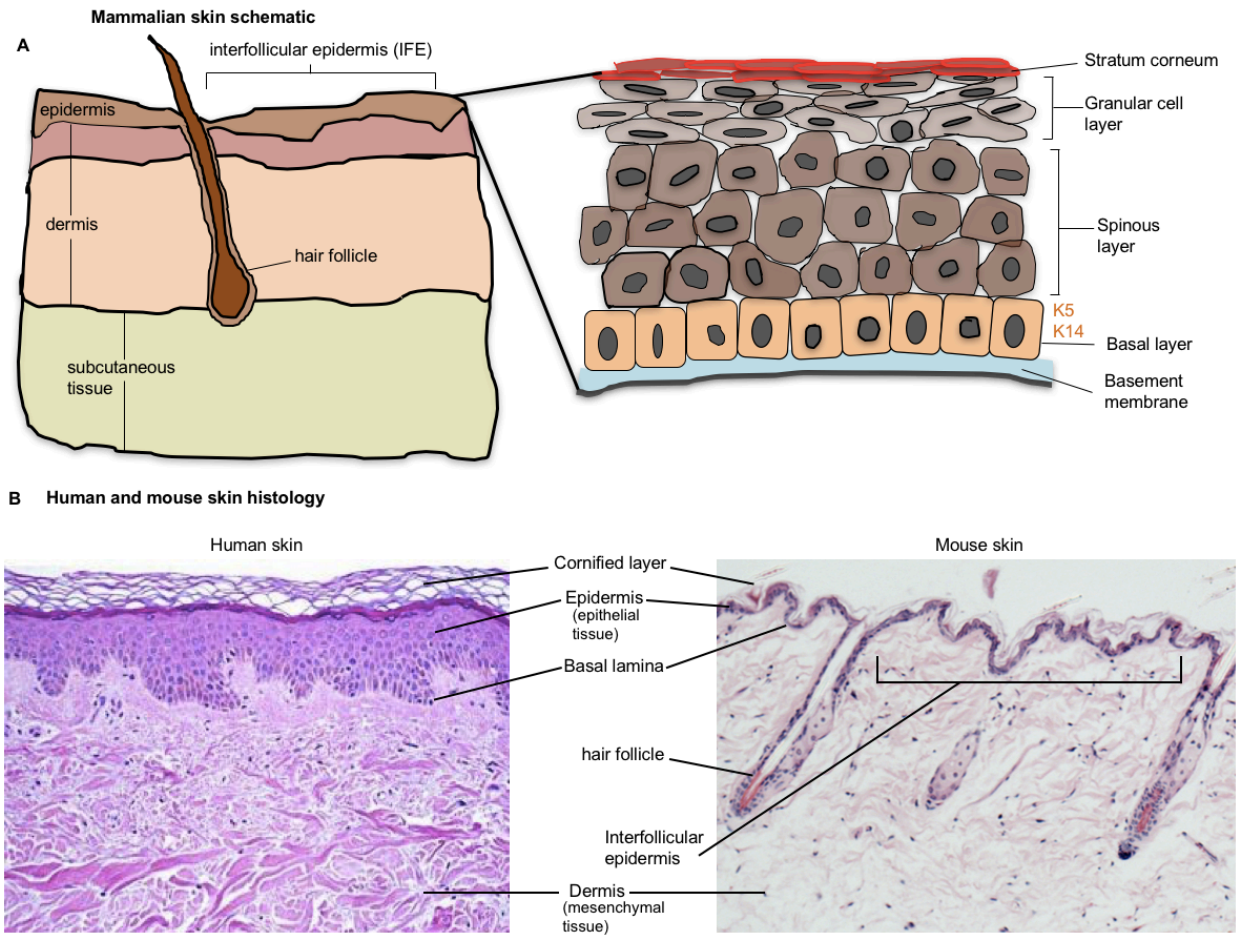 Mammalian skin schematic
A
interfollicular epidermis (IFE)
epidermis
dermis
hair follicle
subcutaneous
tissue
Stratum corneum
Granular cell
layer
Spinous
layer
K5
K14
Basal layer
Basement
membrane
B Human and mouse skin histology
Human skin
Mouse skin
Cornified layer
Epidermis
(epithelial
tissue)
Basal lamina
hair follicle
Interfollicular
epidermis
Dermis
(mesenchymal
tissue)